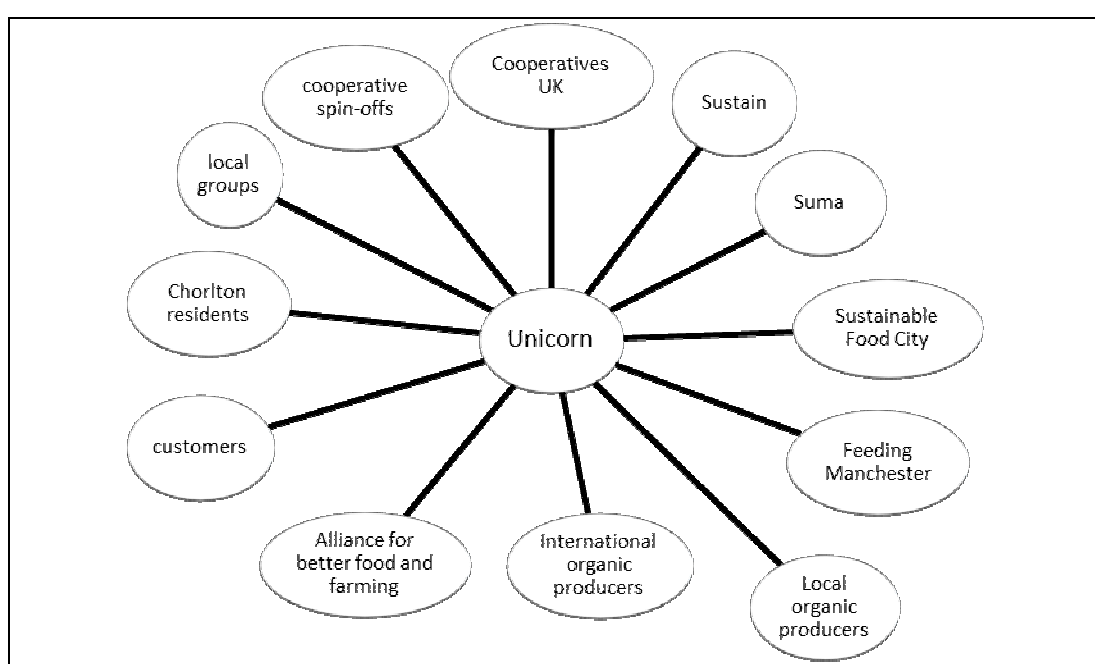 Cooperatives
UK
cooperative
spin-offs
Sustain
local
groups
Suma
Chorlton
residents
Unicorn
Sustainable
Food City
customers
Feeding
Manchester
Alliance for
better food and
farming
International
organic
producers
Local
organic
producers